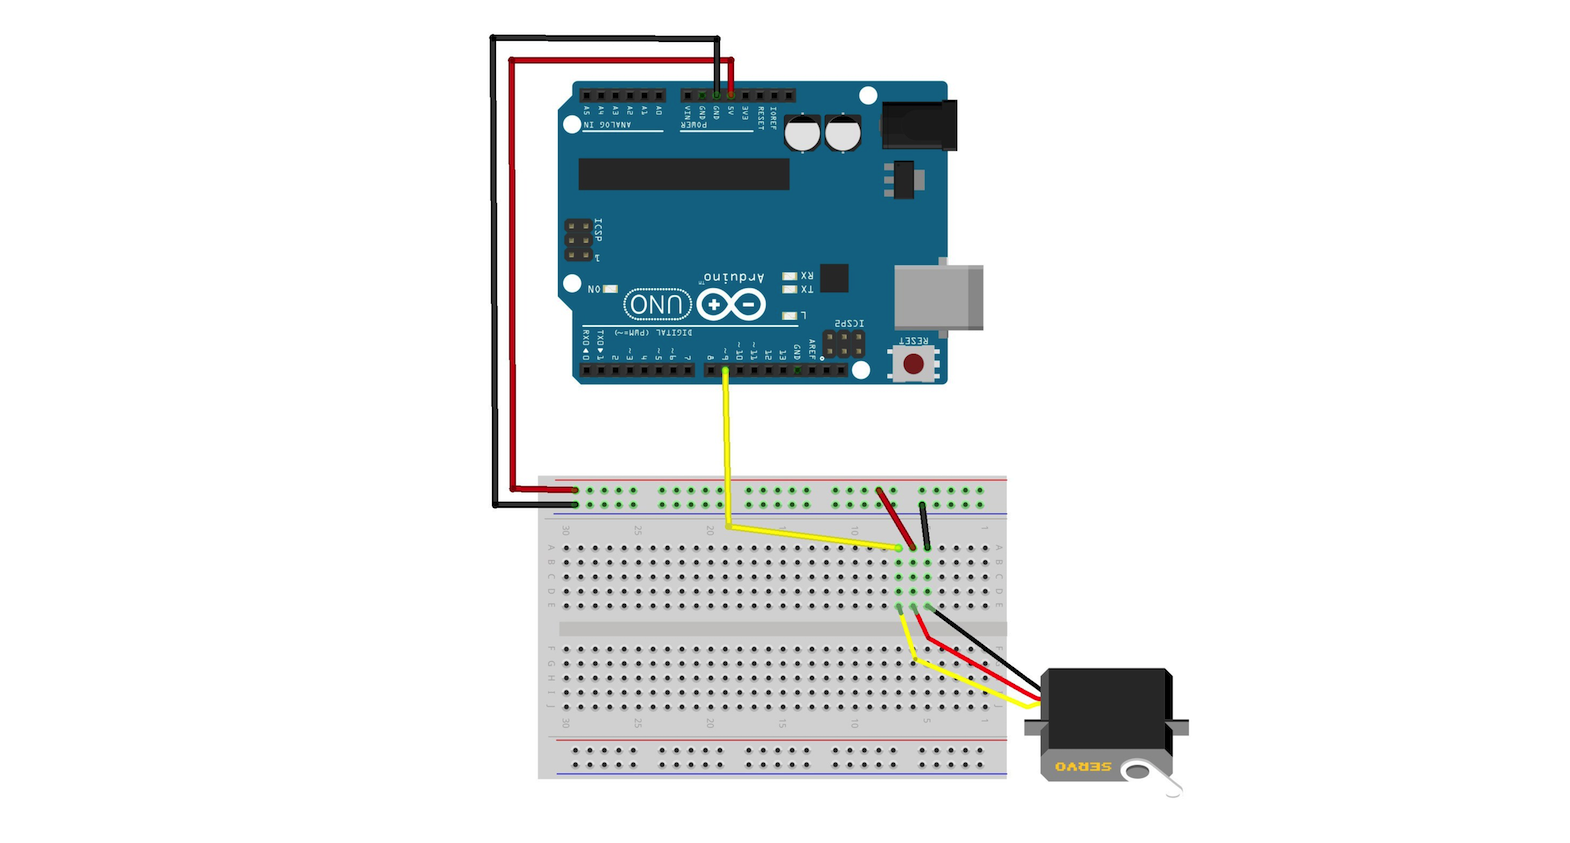 A5 A4 A3 A2 A1 A0 VIN GND GND 5V 3V3 RESET IOREF
ANALOG IN POWER
ICSP
1
Arduino™
RX
TX
ON
UNO
L
DIGITAL (PWM=~)
ICSP2
RESET
RX0◀0 TX0▶1 2 ~3 4 ~5 ~6 7 8 ~9 ~10 ~11 12 13 GND AREF
30 25 20 15 10 1
A A
B B
C C
D D
E E
F
G
H H
I I
J J
30 25 20 15 10 5 1
SERVO